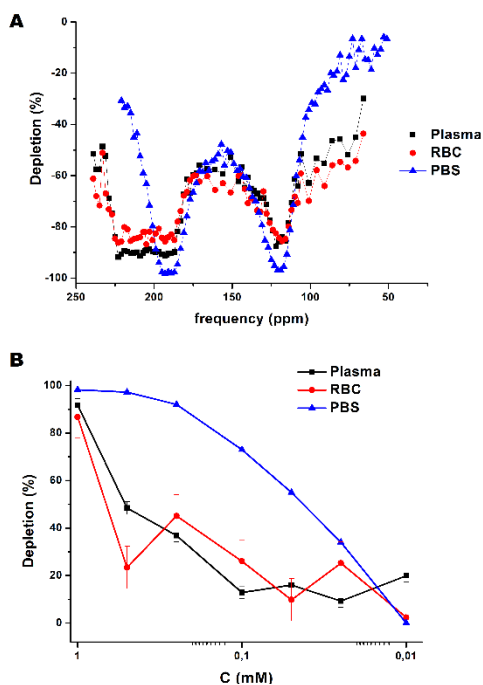 A
0
-20
-40
-60
-80
-100
Depletion (%)
250 200 150 100 50
frequency (ppm)
Plasma
RBC
PBS
B
Plasma
RBC
PBS
100
80
60
40
20
0
Depletion (%)
1 0,1 0,01
C (mM)